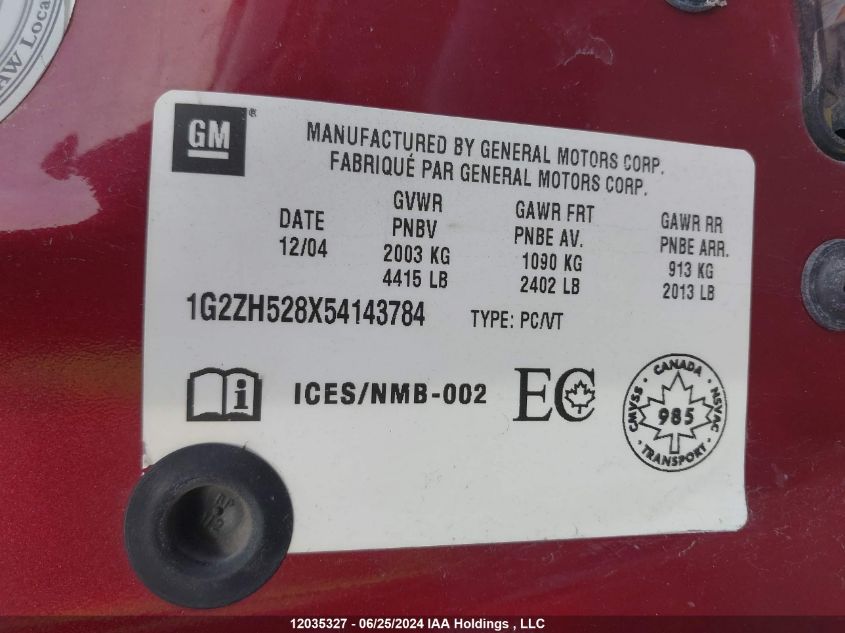 AW Loca
GM ®
MANUFACTURED BY GENERAL MOTORS CORP.
FABRIQUÉ PAR GENERAL MOTORS CORP.
DATE
12/04
GVWR
PNBV
2003 KG
4415 LB
GAWR FRT
PNBE AV.
1090 KG
2402 LB
GAWR RR
PNBE ARR.
913 KG
2013 LB
1G2ZH528X54143784 TYPE: PC/VT
i ICES/NMB-002 EC
CANADA
CMVSS 985 NSVAC
TRANSPORT
12035327 - 06/25/2024 IAA Holdings , LLC